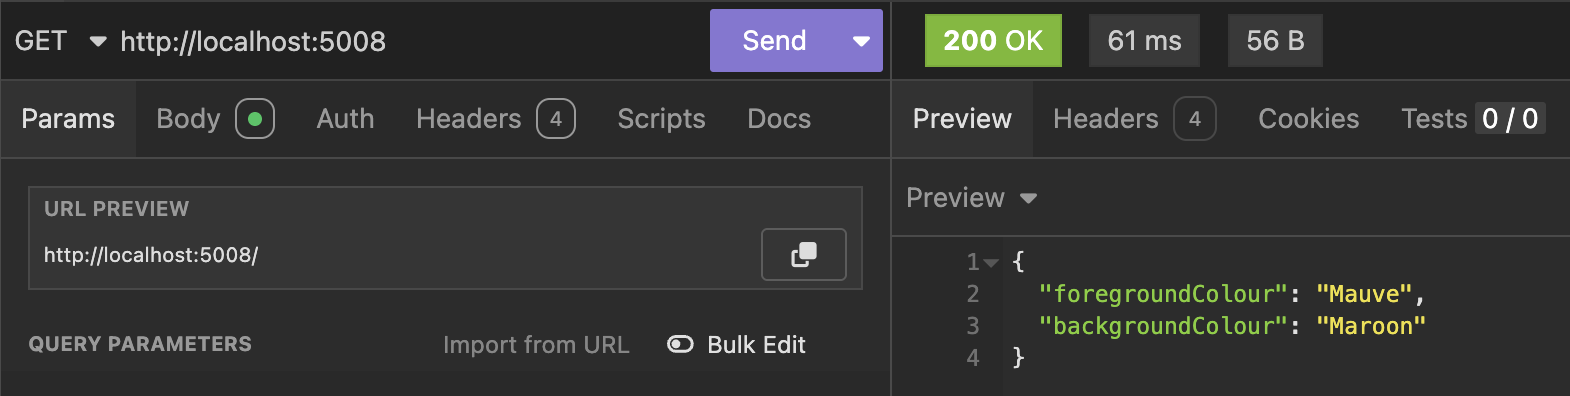 GET http://localhost:5008 Send 200 OK 61 ms 56 B
Params Body Auth Headers 4 Scripts Docs Preview Headers 4 Cookies Tests 0 / 0
URL PREVIEW
http://localhost:5008/
QUERY PARAMETERS Import from URL Bulk Edit
Preview
1 {
2 "foregroundColour": "Mauve",
3 "backgroundColour": "Maroon"
4 }